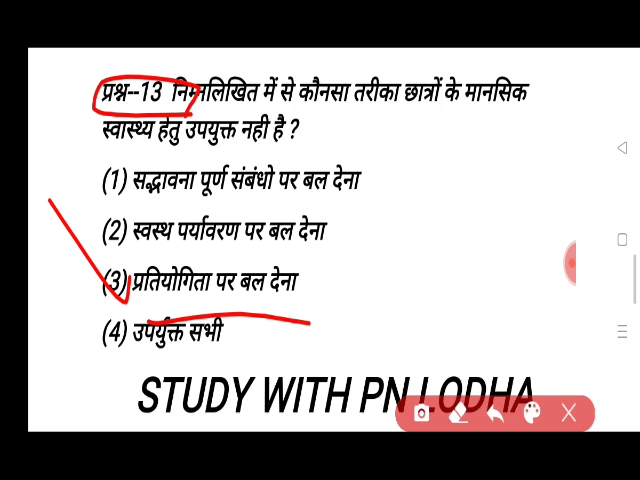 प्रश्न--13 निम्नलिखित में से कौनसा तरीका छात्रों के मानसिक
स्वास्थ्य हेतु उपयुक्त नही है ?
(1) सद्भावना पूर्ण संबंधो पर बल देना
(2) स्वस्थ पर्यावरण पर बल देना
(3) प्रतियोगिता पर बल देना
(4) उपर्युक्त सभी
STUDY WITH PN LODHA